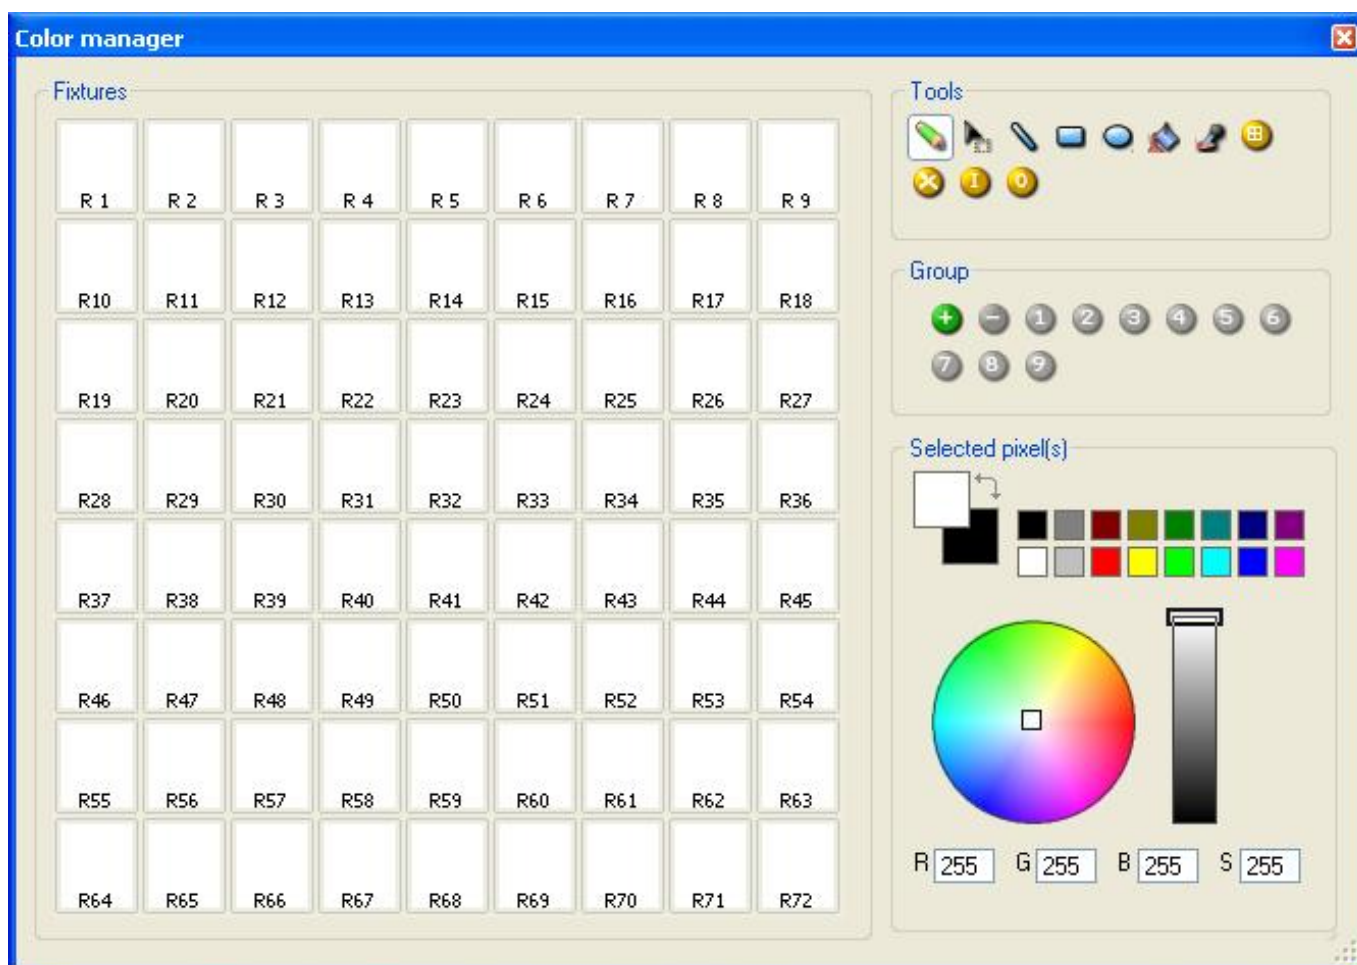 Color manager
Fixtures
R 1 R 2 R 3 R 4 R 5 R 6 R 7 R 8 R 9
R10 R11 R12 R13 R14 R15 R16 R17 R18
R19 R20 R21 R22 R23 R24 R25 R26 R27
R28 R29 R30 R31 R32 R33 R34 R35 R36
R37 R38 R39 R40 R41 R42 R43 R44 R45
R46 R47 R48 R49 R50 R51 R52 R53 R54
R55 R56 R57 R58 R59 R60 R61 R62 R63
R64 R65 R66 R67 R68 R69 R70 R71 R72
Tools
I O
Group
+ - 1 2 3 4 5 6
7 8 9
Selected pixel(s)
R 255 G 255 B 255 S 255